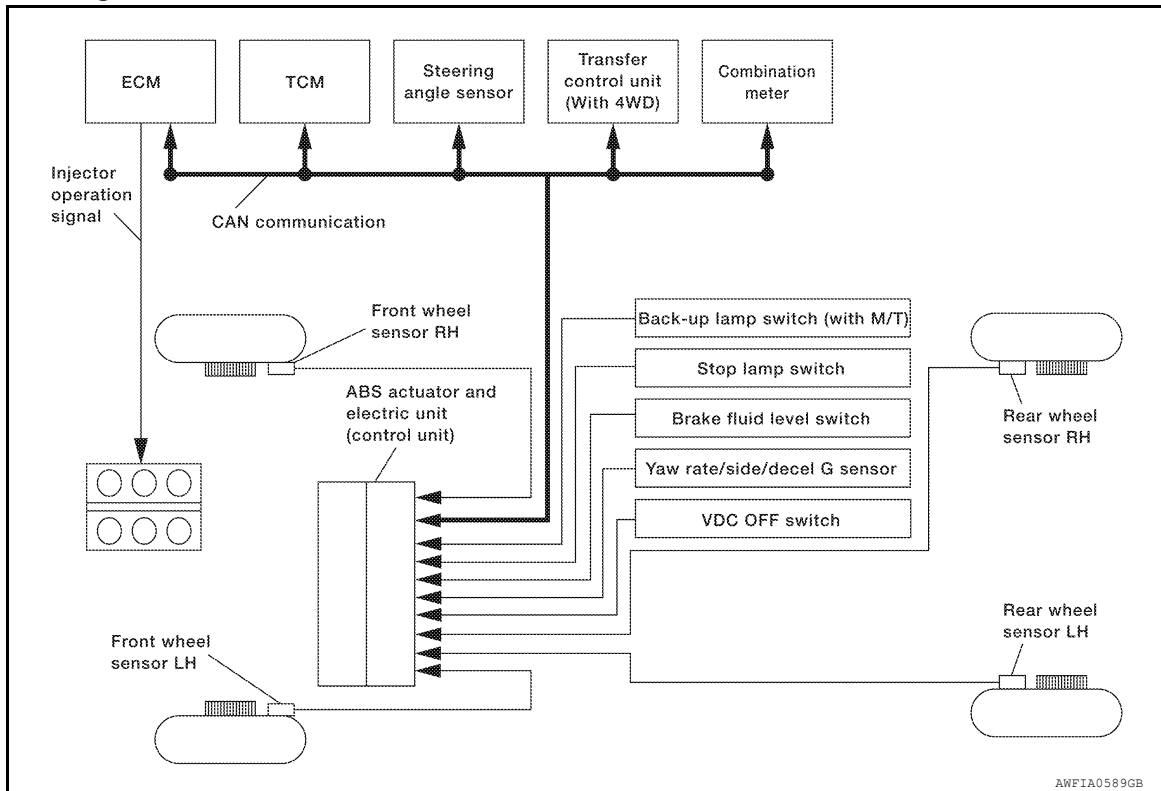 ECM
TCM
Steering
angle sensor
Transfer
control unit
(With 4WD)
Combination
meter
Injector
operation
signal
CAN communication
Front wheel
sensor RH
ABS actuator and
electric unit
(control unit)
Back-up lamp switch (with M/T)
Stop lamp switch
Brake fluid level switch
Yaw rate/side/decel G sensor
VDC OFF switch
Rear wheel
sensor RH
Front wheel
sensor LH
Rear wheel
sensor LH
AWFIA0589GB